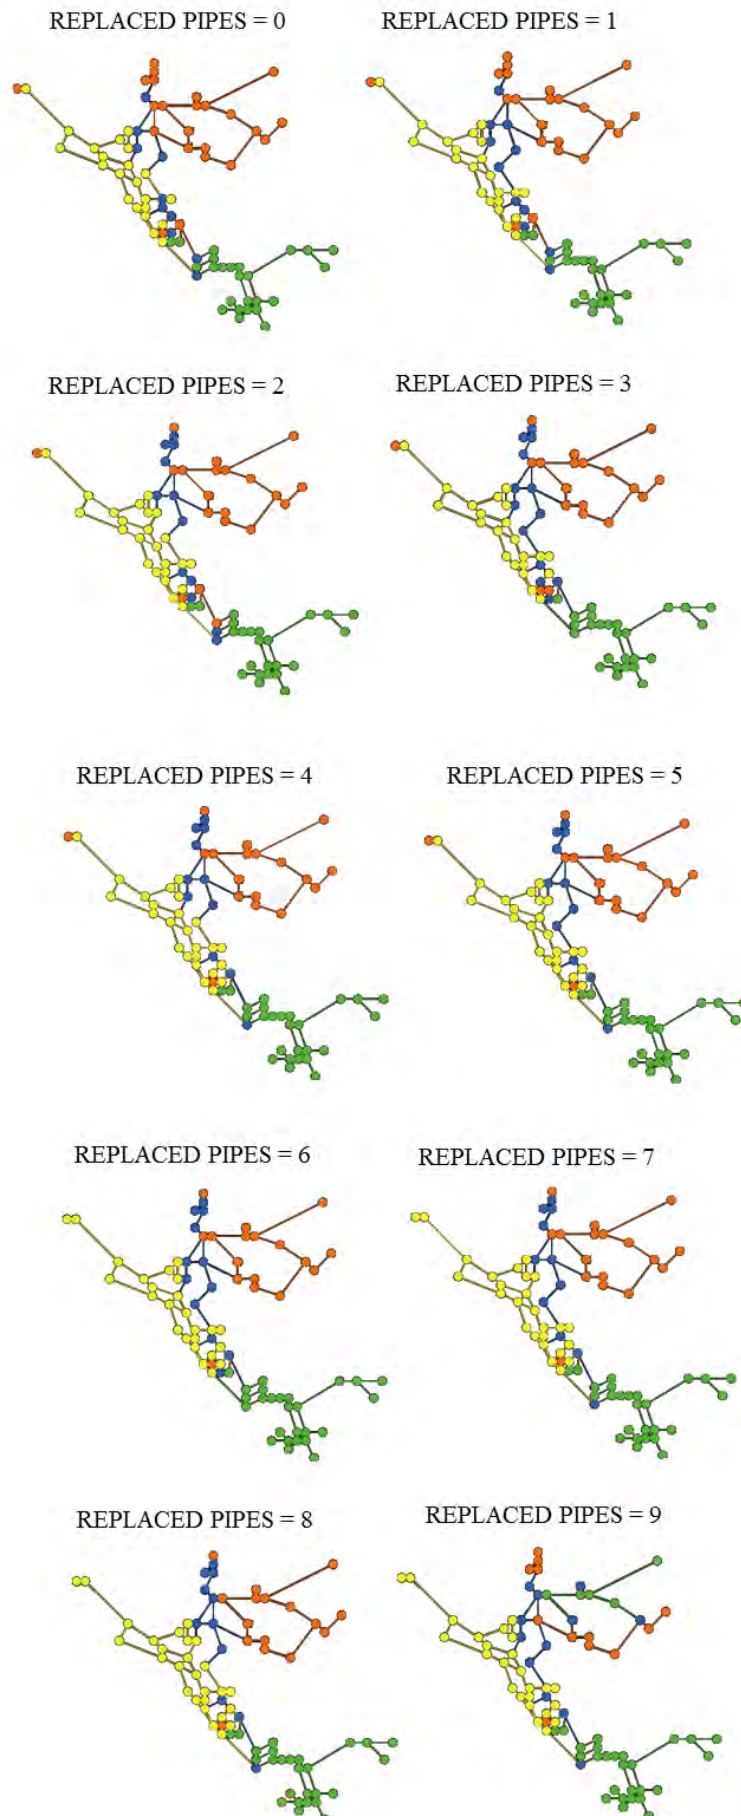 REPLACED PIPES = 0
REPLACED PIPES = 1
REPLACED PIPES = 2
REPLACED PIPES = 3
REPLACED PIPES = 4
REPLACED PIPES = 5
REPLACED PIPES = 6
REPLACED PIPES = 7
REPLACED PIPES = 8
REPLACED PIPES = 9